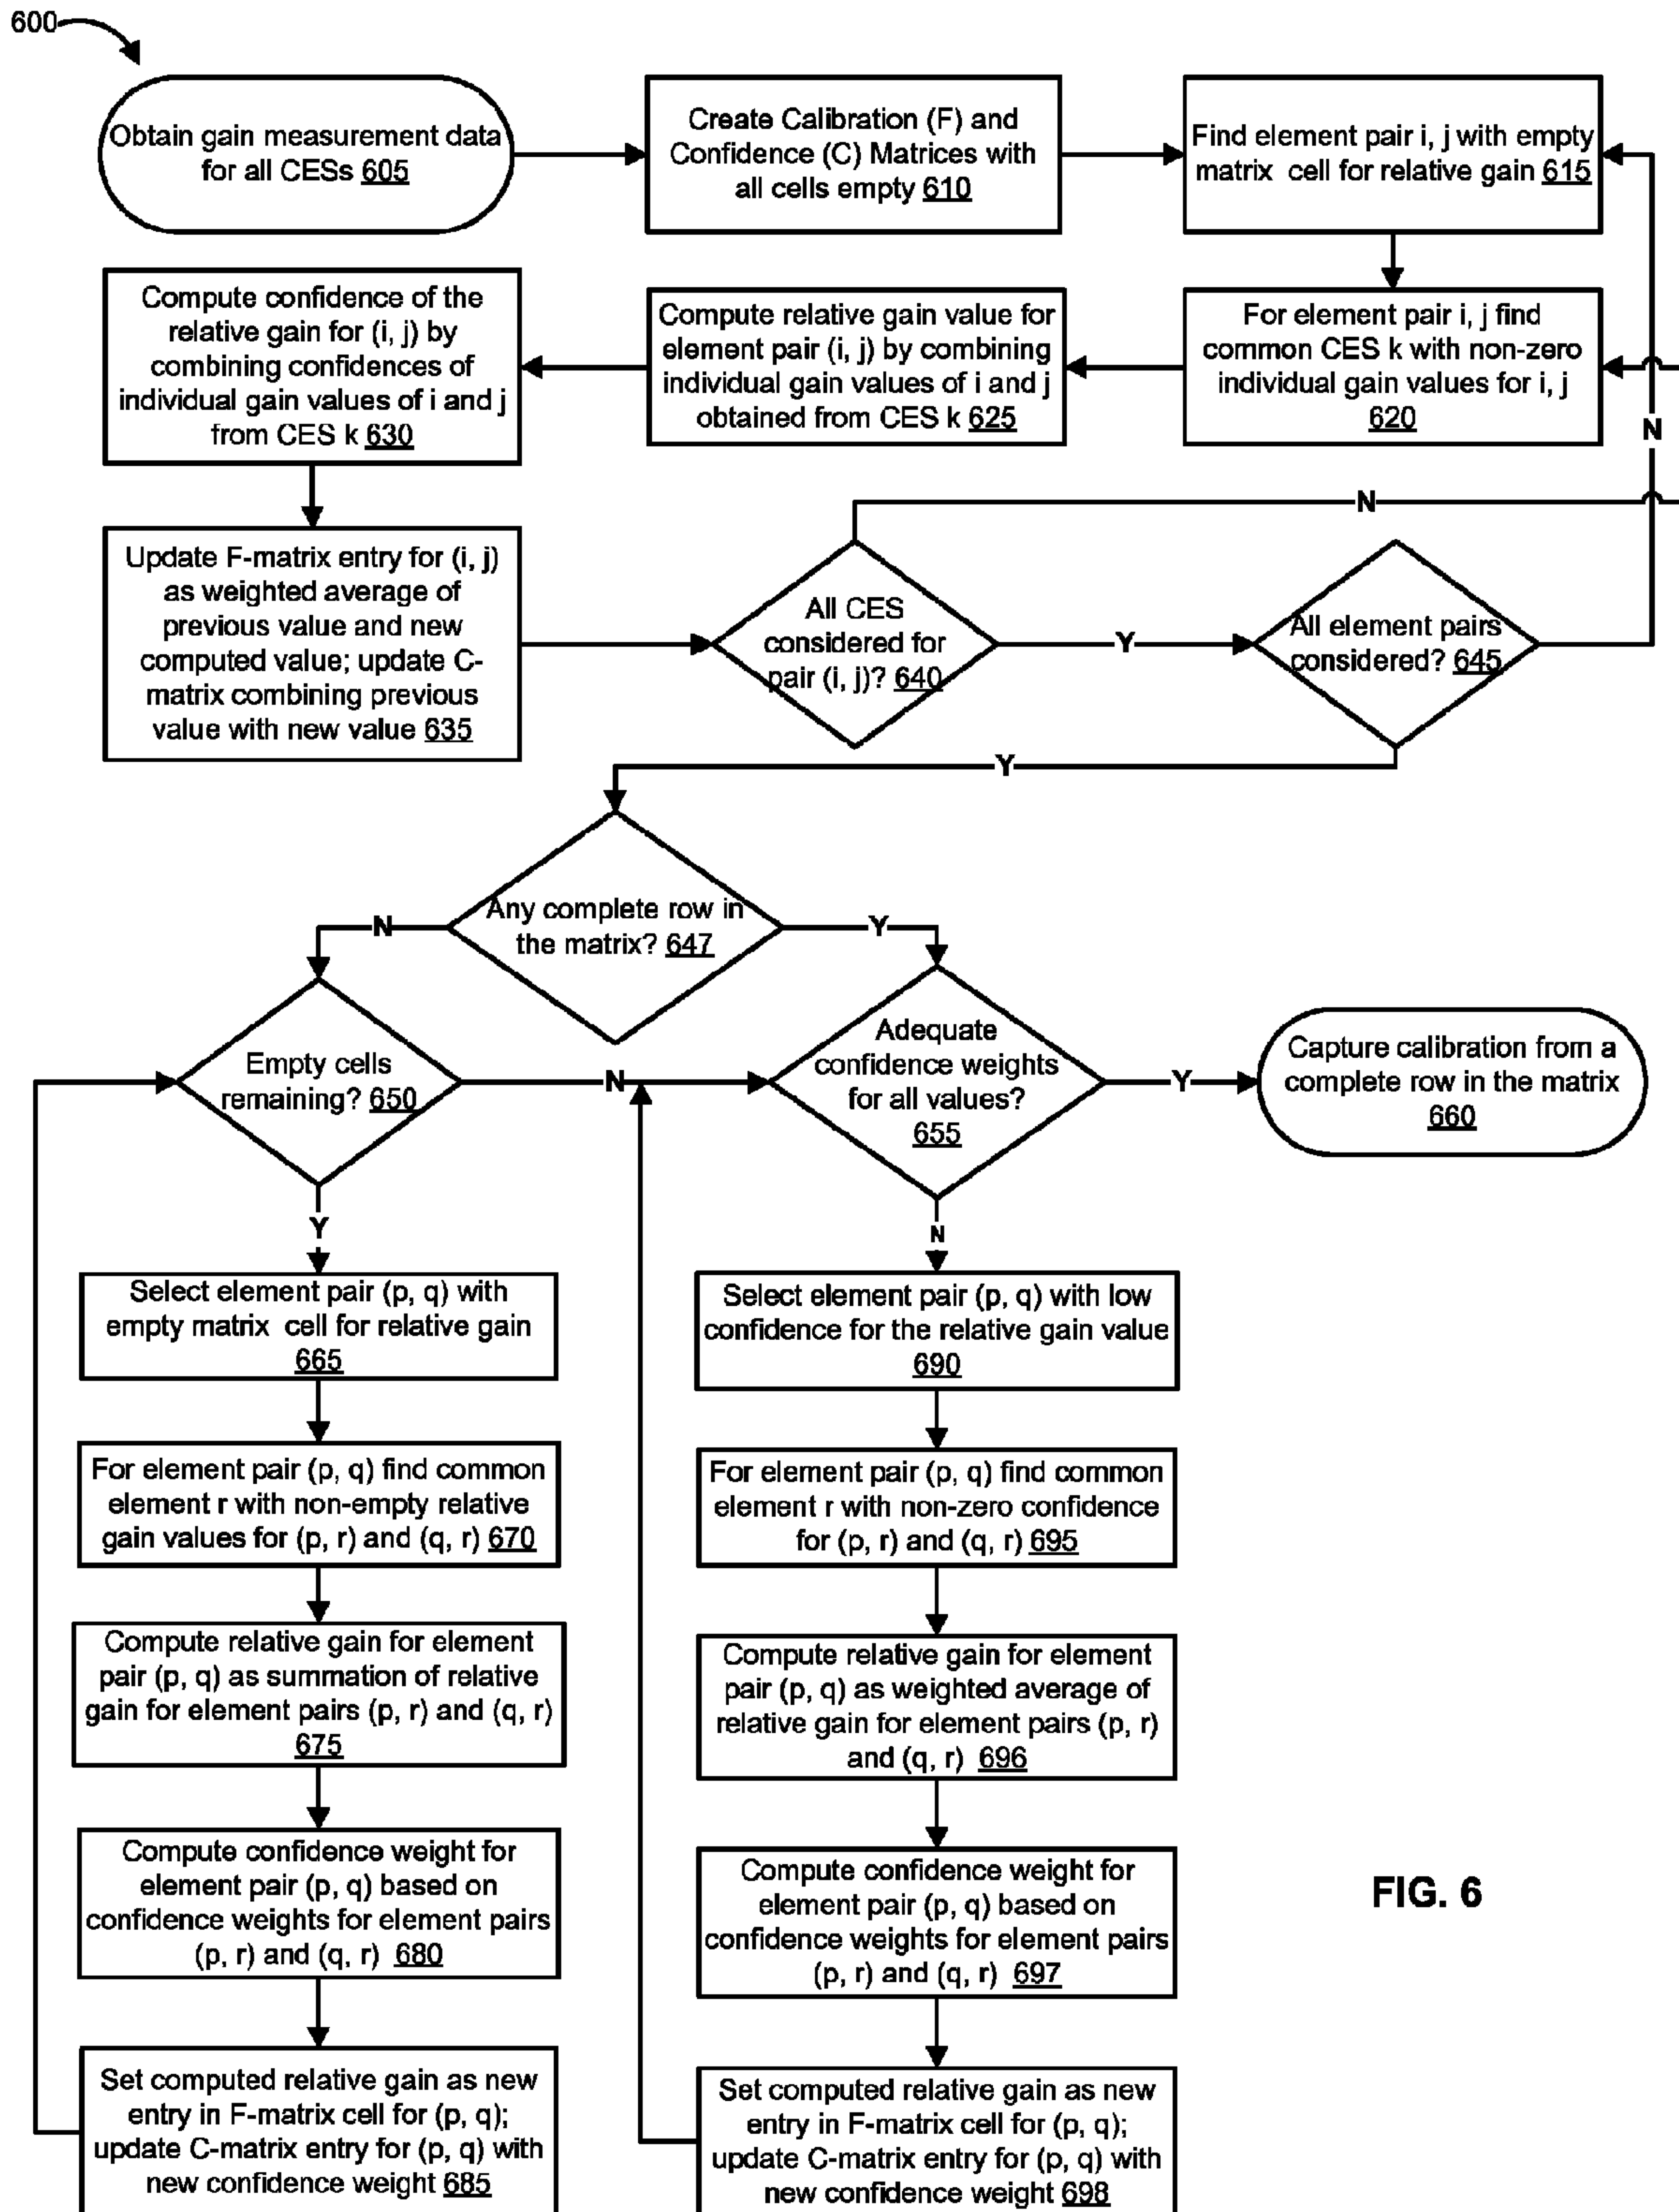 600
Obtain gain measurement data
for all CESs 605
Create Calibration (F) and
Confidence (C) Matrices with
all cells empty 610
Find element pair i, j with empty
matrix cell for relative gain 615
For element pair i, j find
common CES k with non-zero
individual gain values for i, j
620
Compute relative gain value for
element pair (i, j) by combining
individual gain values of i and j
obtained from CES k 625
Compute confidence of the
relative gain for (i, j) by
combining confidences of
individual gain values of i and j
from CES k 630
Update F-matrix entry for (i, j)
as weighted average of
previous value and new
computed value; update C-
matrix combining previous
value with new value 635
All CES
considered for
pair (i, j)? 640
N
Y
All element pairs
considered? 645
N
Y
Any complete row in
the matrix? 647
N
Y
Empty cells
remaining? 650
N
Adequate
confidence weights
for all values?
655
Y
Capture calibration from a
complete row in the matrix
660
Y
Select element pair (p, q) with
empty matrix cell for relative gain
665
For element pair (p, q) find common
element r with non-empty relative
gain values for (p, r) and (q, r) 670
Compute relative gain for element
pair (p, q) as summation of relative
gain for element pairs (p, r) and (q, r)
675
Compute confidence weight for
element pair (p, q) based on
confidence weights for element pairs
(p, r) and (q, r) 680
Set computed relative gain as new
entry in F-matrix cell for (p, q);
update C-matrix entry for (p, q) with
new confidence weight 685
N
Select element pair (p, q) with low
confidence for the relative gain value
690
For element pair (p, q) find common
element r with non-zero confidence
for (p, r) and (q, r) 695
Compute relative gain for element
pair (p, q) as weighted average of
relative gain for element pairs (p, r)
and (q, r) 696
Compute confidence weight for
element pair (p, q) based on
confidence weights for element pairs
(p, r) and (q, r) 697
Set computed relative gain as new
entry in F-matrix cell for (p, q);
update C-matrix entry for (p, q) with
new confidence weight 698
FIG. 6